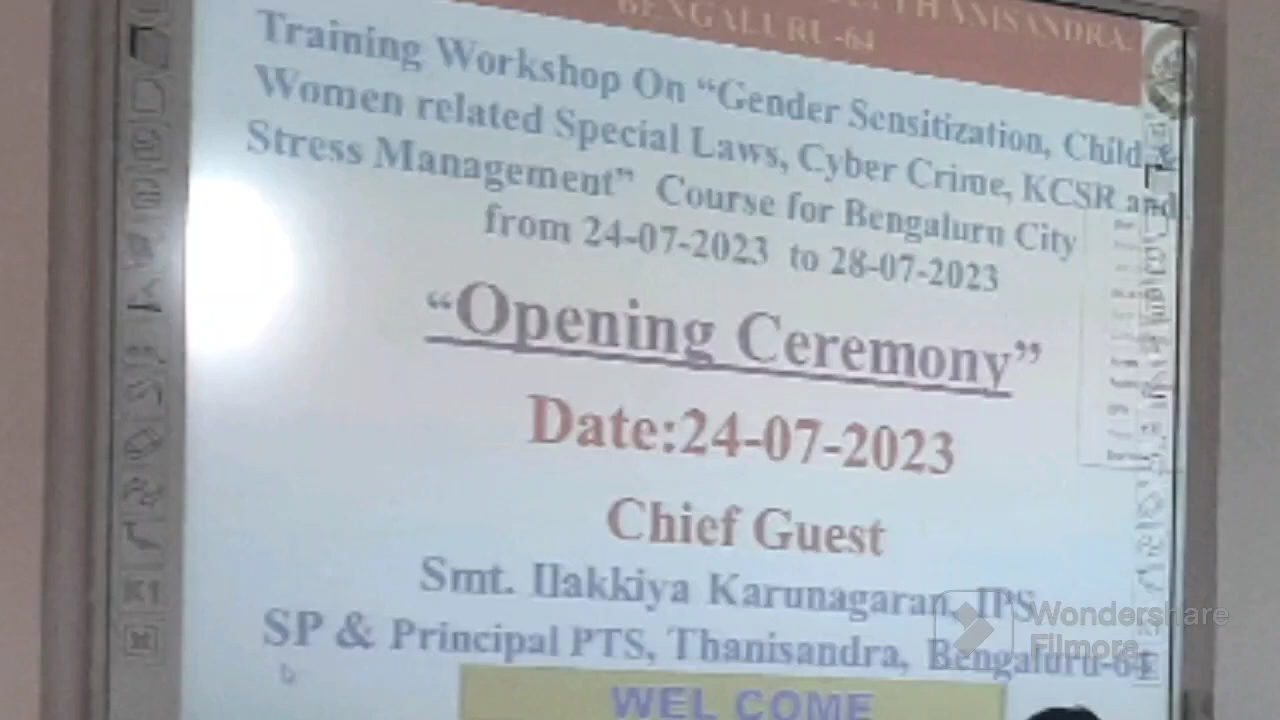 THANISANDRA,
BENGALURU -64
Training Workshop On “Gender Sensitization, Child &
Women related Special Laws, Cyber Crime, KCSR and
Stress Management” Course for Bengaluru City
from 24-07-2023 to 28-07-2023
“Opening Ceremony”
Date:24-07-2023
Chief Guest
Smt. Ilakkiya Karunagaran, IPS
SP & Principal PTS, Thanisandra, Bengaluru-64
WEL COME
Wondershare
Filmora